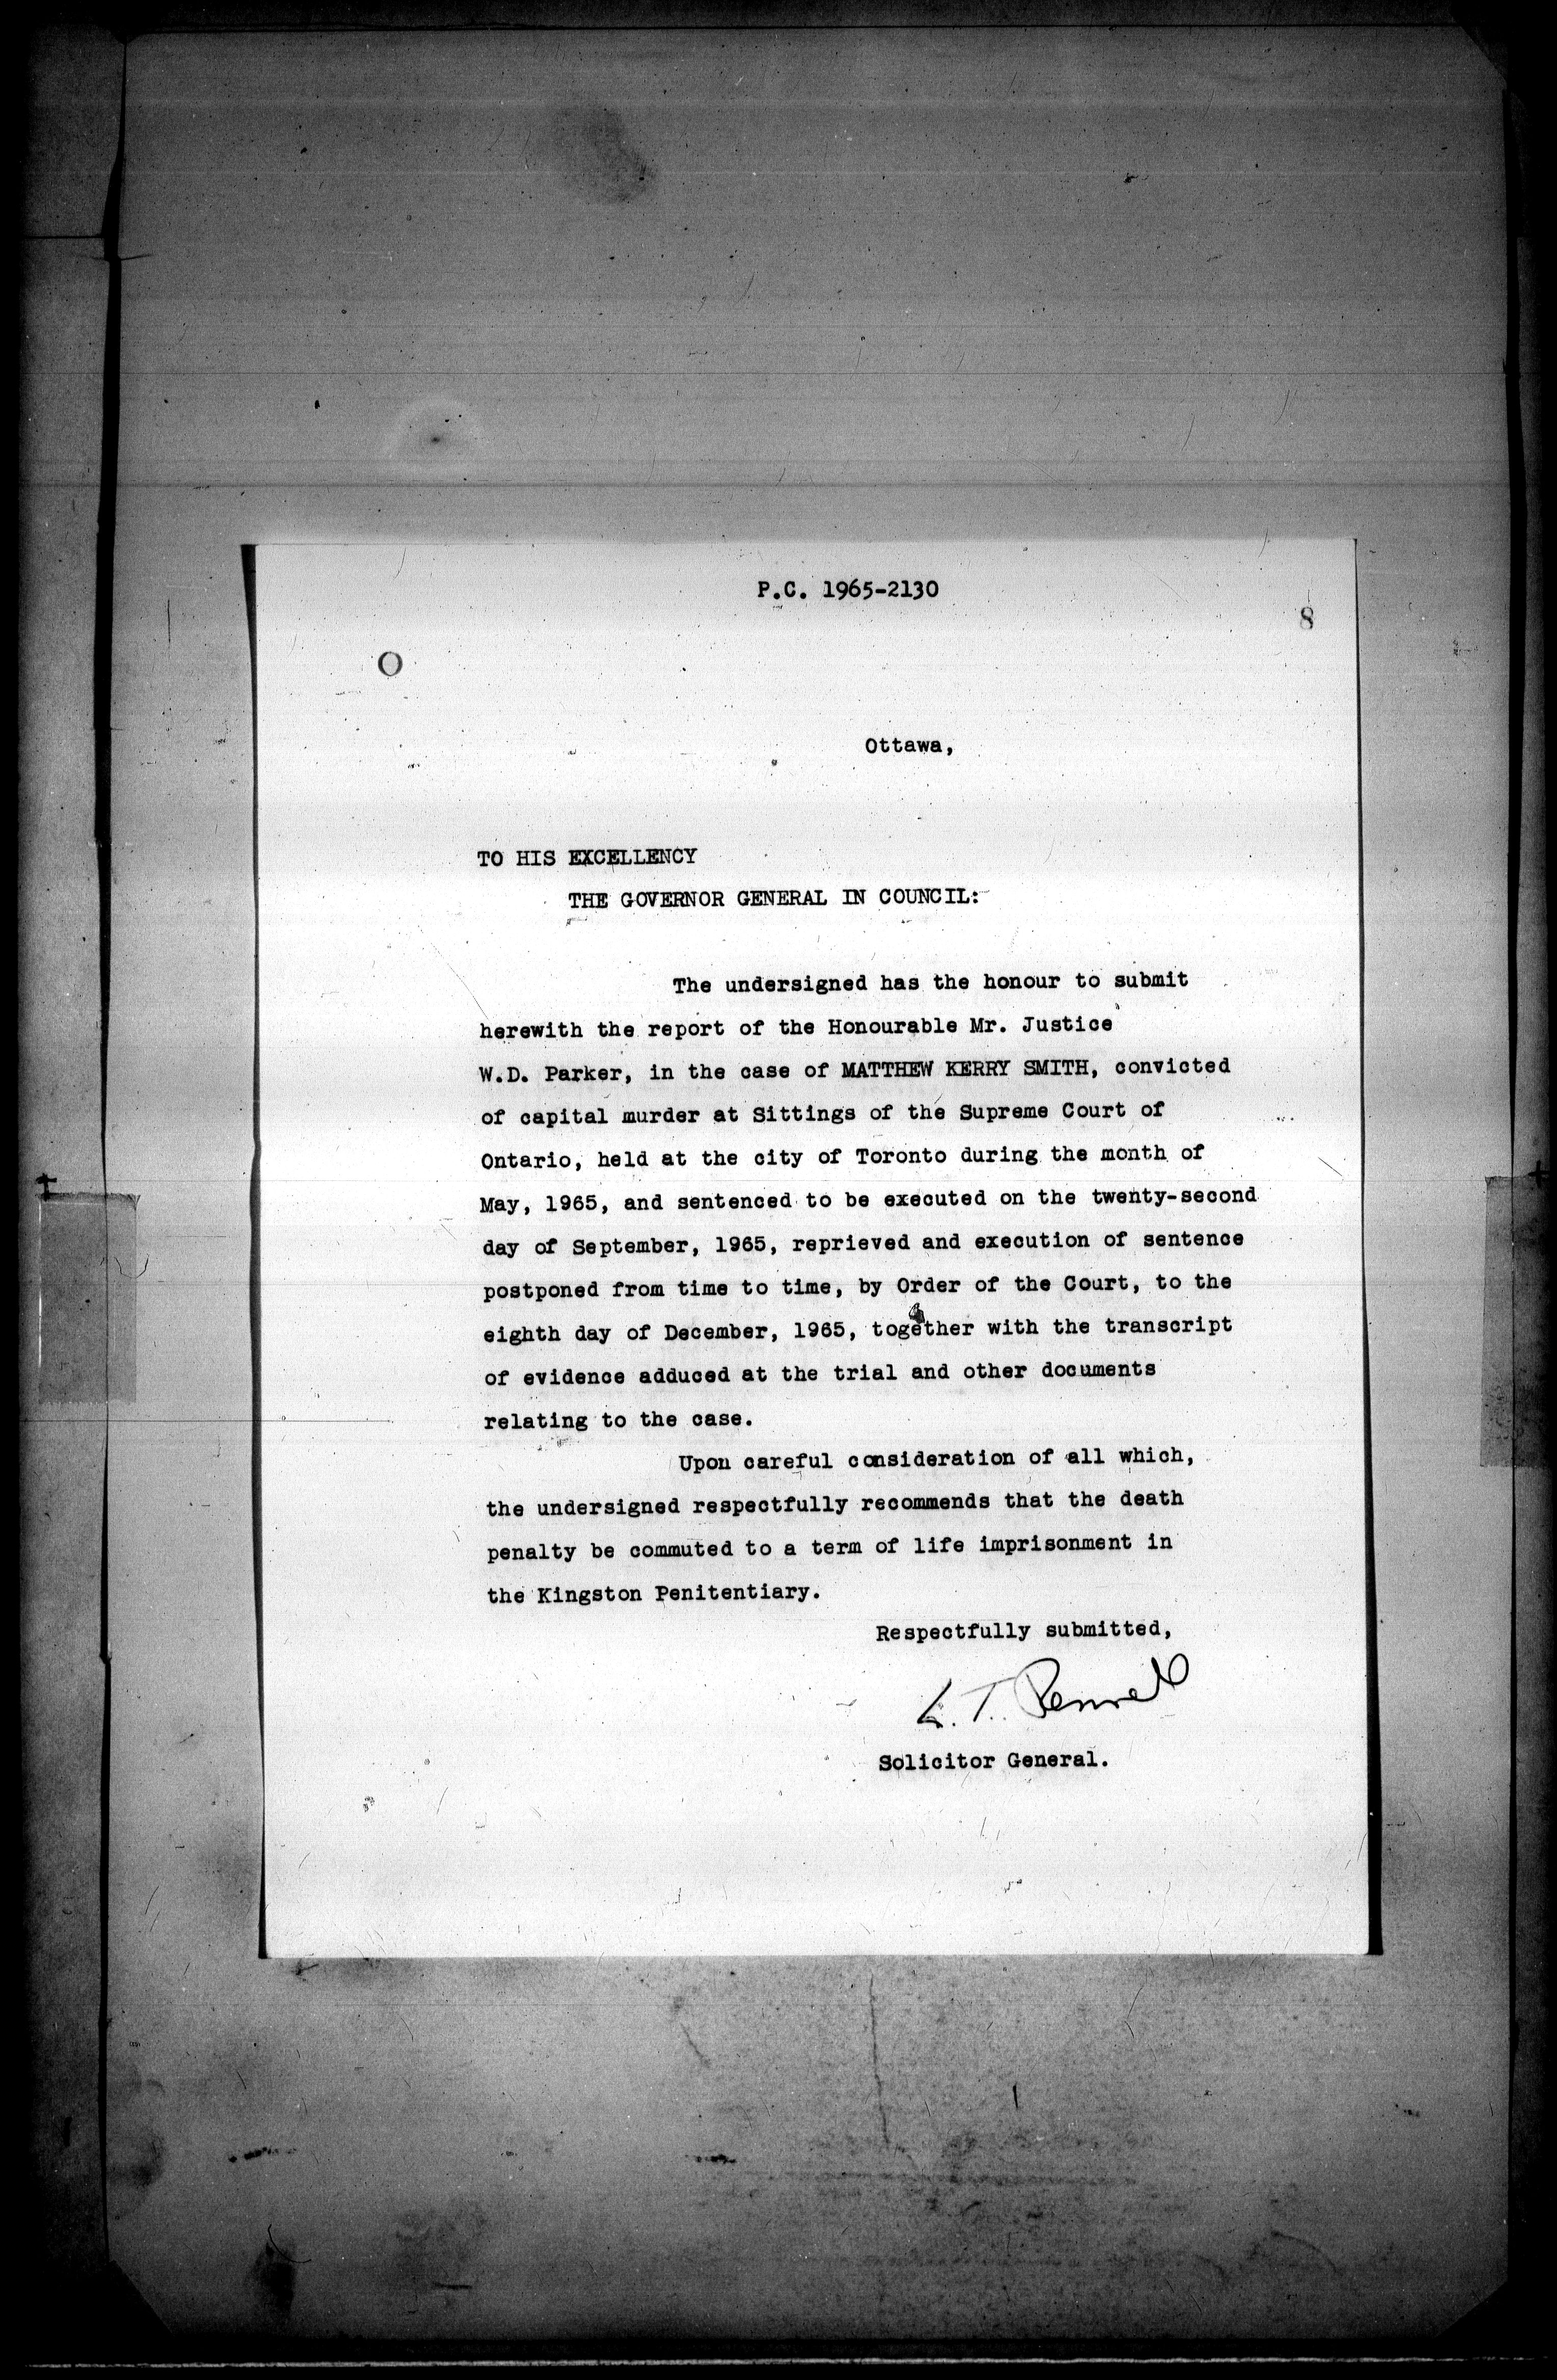 P.C. 1965-2130
8
Ottawa,
TO HIS EXCELLENCY
THE GOVERNOR GENERAL IN COUNCIL:
The undersigned has the honour to submit
herewith the report of the Honourable Mr. Justice
W.D. Parker, in the case of MATTHEW KERRY SMITH, convicted
of capital murder at Sittings of the Supreme Court of
Ontario, held at the city of Toronto during the month of
May, 1965, and sentenced to be executed on the twenty-second
day of September, 1965, reprieved and execution of sentence
postponed from time to time, by Order of the Court, to the
eighth day of December, 1965, together with the transcript
of evidence adduced at the trial and other documents
relating to the case.
Upon careful consideration of all which,
the undersigned respectfully recommends that the death
penalty be commuted to a term of life imprisonment in
the Kingston Penitentiary.
Respectfully submitted,
L. T. Pennell
Solicitor General.